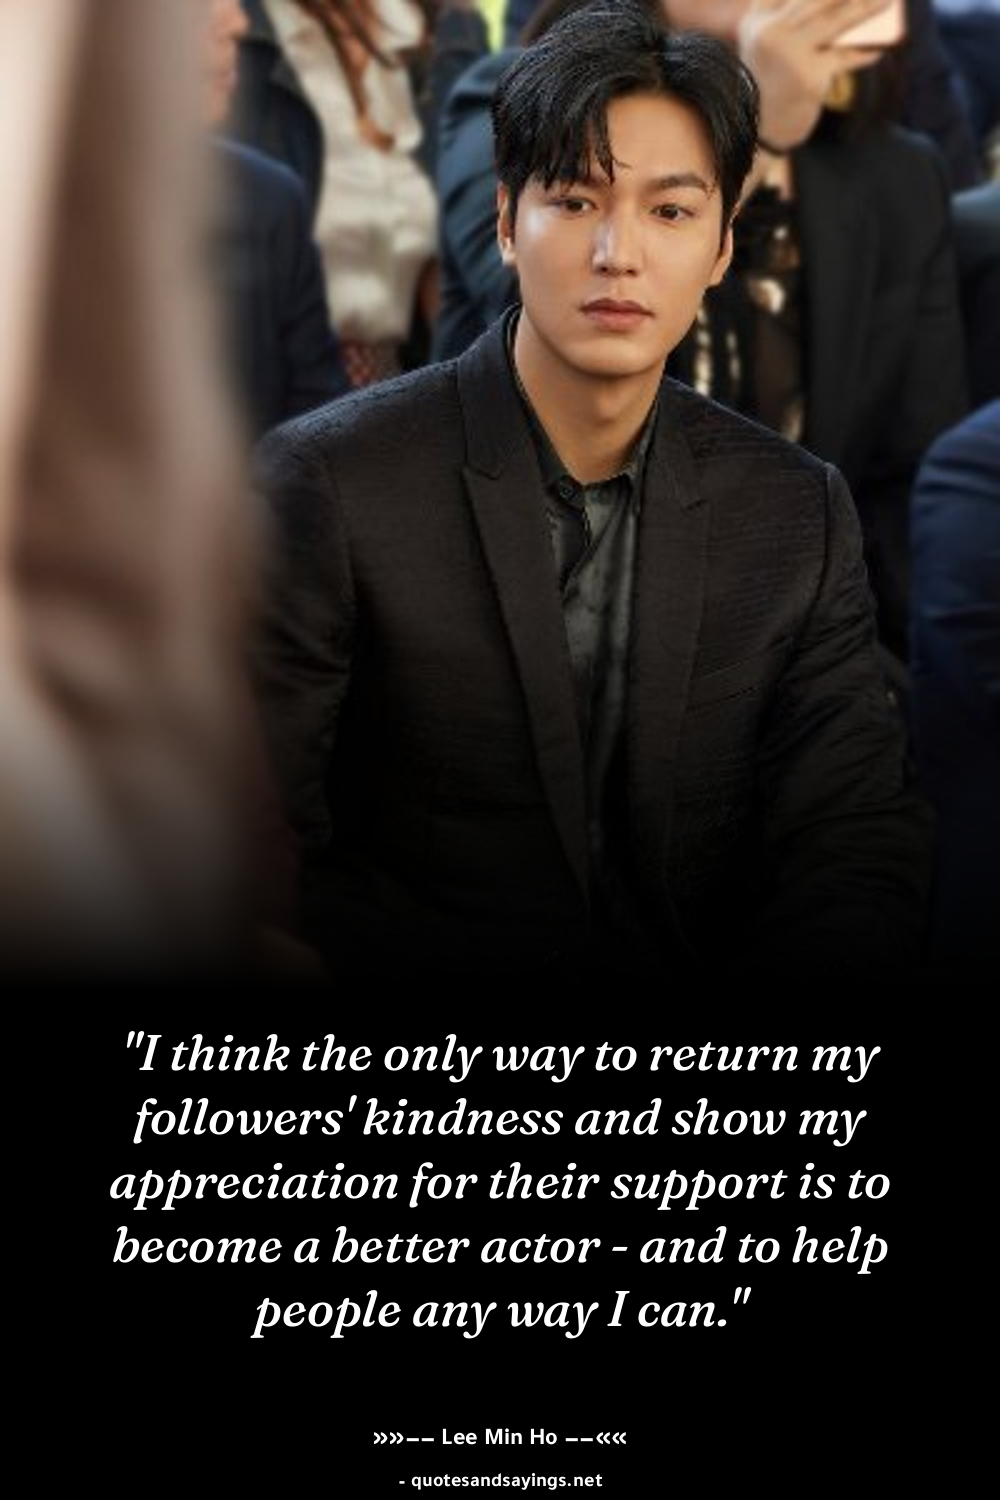 "I think the only way to return my
followers' kindness and show my
appreciation for their support is to
become a better actor - and to help
people any way I can."
»»−− Lee Min Ho −−««
- quotesandsayings.net